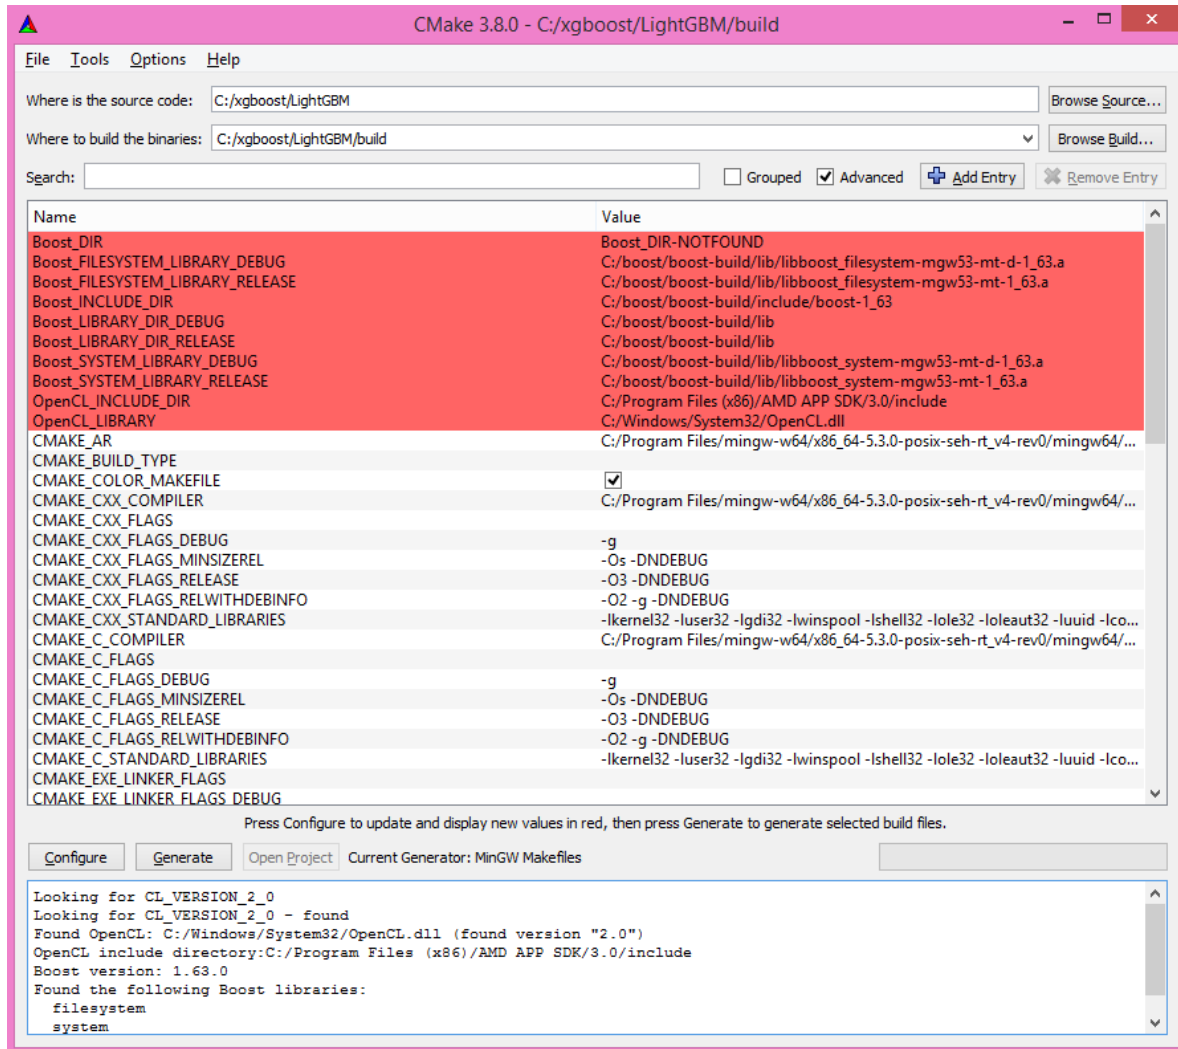 CMake 3.8.0 - C:/xgboost/LightGBM/build
File Tools Options Help
Where is the source code: C:/xgboost/LightGBM Browse Source...
Where to build the binaries: C:/xgboost/LightGBM/build Browse Build...
Search: Grouped Advanced Add Entry Remove Entry
Name Value
Boost_DIR Boost_DIR-NOTFOUND
Boost_FILESYSTEM_LIBRARY_DEBUG C:/boost/boost-build/lib/libboost_filesystem-mgw53-mt-d-1_63.a
Boost_FILESYSTEM_LIBRARY_RELEASE C:/boost/boost-build/lib/libboost_filesystem-mgw53-mt-1_63.a
Boost_INCLUDE_DIR C:/boost/boost-build/include/boost-1_63
Boost_LIBRARY_DIR_DEBUG C:/boost/boost-build/lib
Boost_LIBRARY_DIR_RELEASE C:/boost/boost-build/lib
Boost_SYSTEM_LIBRARY_DEBUG C:/boost/boost-build/lib/libboost_system-mgw53-mt-d-1_63.a
Boost_SYSTEM_LIBRARY_RELEASE C:/boost/boost-build/lib/libboost_system-mgw53-mt-1_63.a
OpenCL_INCLUDE_DIR C:/Program Files (x86)/AMD APP SDK/3.0/include
OpenCL_LIBRARY C:/Windows/System32/OpenCL.dll
CMAKE_AR C:/Program Files/mingw-w64/x86_64-5.3.0-posix-seh-rt_v4-rev0/mingw64/...
CMAKE_BUILD_TYPE
CMAKE_COLOR_MAKEFILE
CMAKE_CXX_COMPILER C:/Program Files/mingw-w64/x86_64-5.3.0-posix-seh-rt_v4-rev0/mingw64/...
CMAKE_CXX_FLAGS
CMAKE_CXX_FLAGS_DEBUG -g
CMAKE_CXX_FLAGS_MINSIZEREL -Os -DNDEBUG
CMAKE_CXX_FLAGS_RELEASE -O3 -DNDEBUG
CMAKE_CXX_FLAGS_RELWITHDEBINFO -O2 -g -DNDEBUG
CMAKE_CXX_STANDARD_LIBRARIES -lkernel32 -luser32 -lgdi32 -lwinspool -lshell32 -lole32 -loleaut32 -luuid -lco...
CMAKE_C_COMPILER C:/Program Files/mingw-w64/x86_64-5.3.0-posix-seh-rt_v4-rev0/mingw64/...
CMAKE_C_FLAGS
CMAKE_C_FLAGS_DEBUG -g
CMAKE_C_FLAGS_MINSIZEREL -Os -DNDEBUG
CMAKE_C_FLAGS_RELEASE -O3 -DNDEBUG
CMAKE_C_FLAGS_RELWITHDEBINFO -O2 -g -DNDEBUG
CMAKE_C_STANDARD_LIBRARIES -lkernel32 -luser32 -lgdi32 -lwinspool -lshell32 -lole32 -loleaut32 -luuid -lco...
CMAKE_EXE_LINKER_FLAGS
CMAKE_EXE_LINKER_FLAGS_DEBUG
Press Configure to update and display new values in red, then press Generate to generate selected build files.
Configure Generate Open Project Current Generator: MinGW Makefiles
Looking for CL_VERSION_2_0
Looking for CL_VERSION_2_0 - found
Found OpenCL: C:/Windows/System32/OpenCL.dll (found version "2.0")
OpenCL include directory:C:/Program Files (x86)/AMD APP SDK/3.0/include
Boost version: 1.63.0
Found the following Boost libraries:
filesystem
system